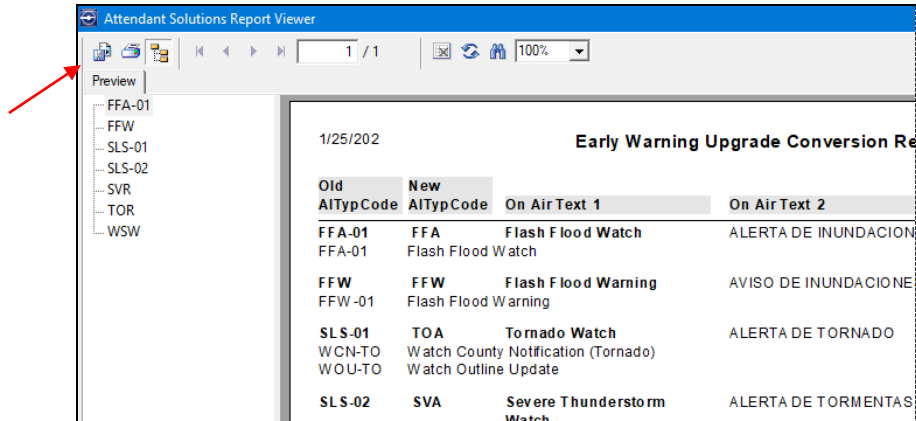 Attendant Solutions Report Viewer
1 / 1 100%
Preview
FFA-01
FFW
SLS-01
SLS-02
SVR
TOR
WSW
1/25/202 Early Warning Upgrade Conversion Re
Old New
AlTypCode AlTypCode On Air Text 1 On Air Text 2
FFA-01 FFA Flash Flood Watch ALERTA DE INUNDACION
FFA-01 Flash Flood Watch
FFW FFW Flash Flood Warning AVISO DE INUNDACIONE
FFW-01 Flash Flood Warning
SLS-01 TOA Tornado Watch ALERTA DE TORNADO
WCN-TO Watch County Notification (Tornado)
WOU-TO Watch Outline Update
SLS-02 SVA Severe Thunderstorm ALERTA DE TORMENTAS
Watch